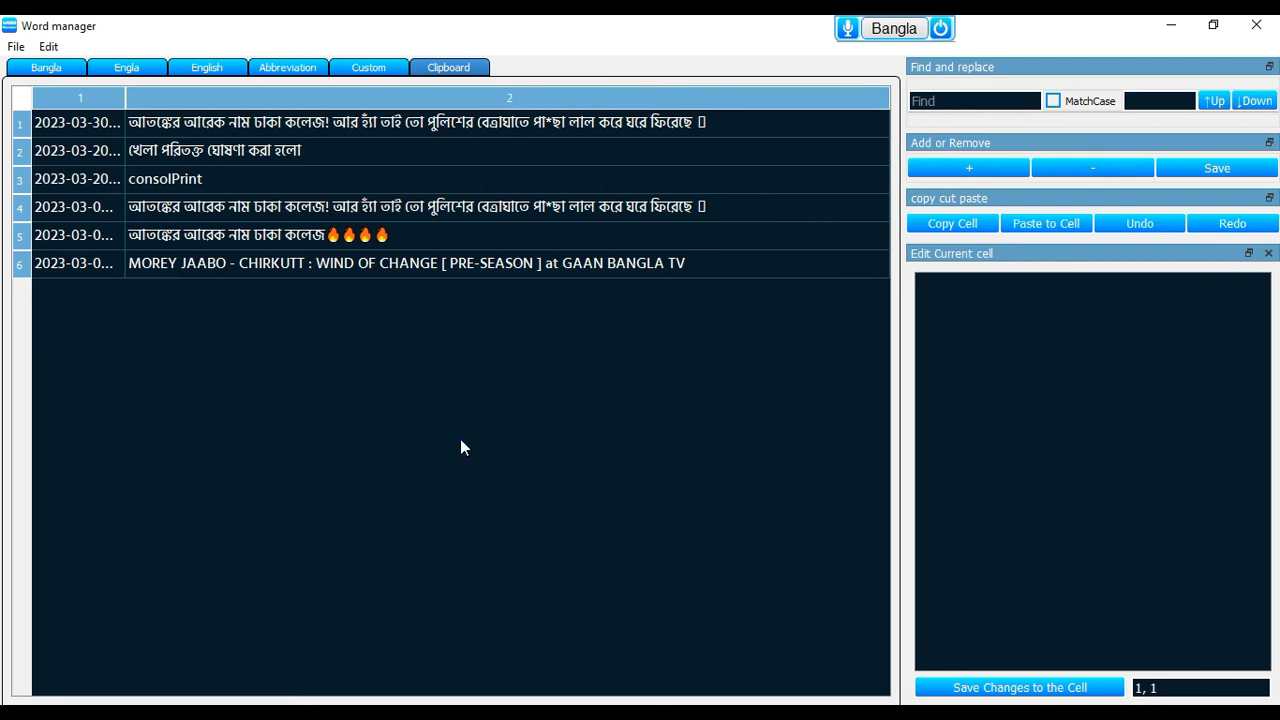 Word manager
Bangla
File Edit
Bangla Engla English Abbreviation Custom Clipboard
1 2
1 2023-03-30... আতঙ্কের আরেক নাম ঢাকা কলেজ! আর হ্যাঁ তাই তো পুলিশের বেত্রাঘাতে পা*ছা লাল করে ঘরে ফিরেছে
2 2023-03-20... খেলা পরিতক্ত ঘোষণা করা হলো
3 2023-03-20... consolPrint
4 2023-03-0... আতঙ্কের আরেক নাম ঢাকা কলেজ! আর হ্যাঁ তাই তো পুলিশের বেত্রাঘাতে পা*ছা লাল করে ঘরে ফিরেছে
5 2023-03-0... আতঙ্কের আরেক নাম ঢাকা কলেজ🔥🔥🔥🔥
6 2023-03-0... MOREY JAABO - CHIRKUTT : WIND OF CHANGE [ PRE-SEASON ] at GAAN BANGLA TV
Find and replace
Find MatchCase ↑Up ↓Down
Add or Remove
+ - Save
copy cut paste
Copy Cell Paste to Cell Undo Redo
Edit Current cell
Save Changes to the Cell 1, 1